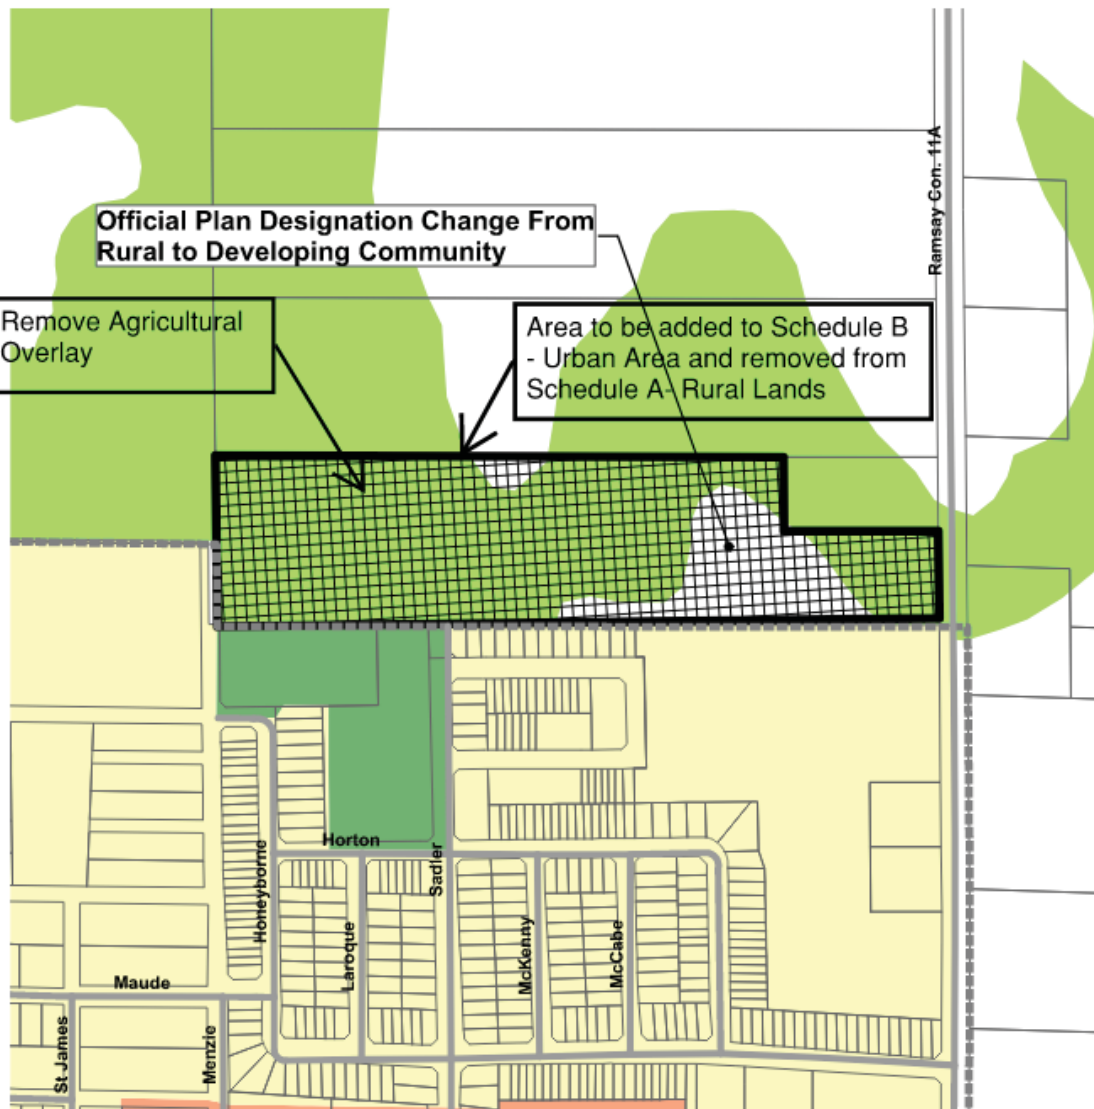 Ramsay Con. 11A
Official Plan Designation Change From
Rural to Developing Community
Remove Agricultural
Overlay
Area to be added to Schedule B
- Urban Area and removed from
Schedule A- Rural Lands
Horton
Honeyborne
Sadler
Laroque
McKenny
McCabe
Maude
St James
Menzie